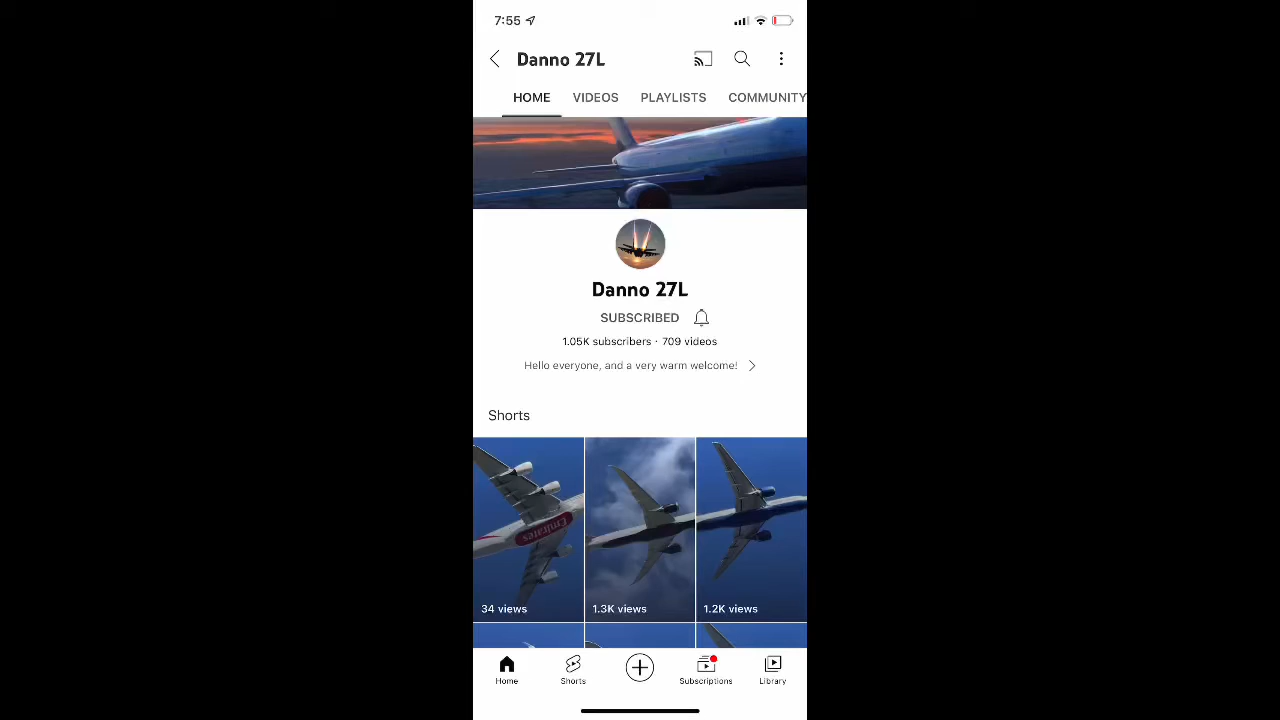 7:55
Danno 27L
HOME VIDEOS PLAYLISTS COMMUNITY
Danno 27L
SUBSCRIBED
1.05K subscribers · 709 videos
Hello everyone, and a very warm welcome!
Shorts
Emirates
34 views 1.3K views 1.2K views
Home Shorts Subscriptions Library